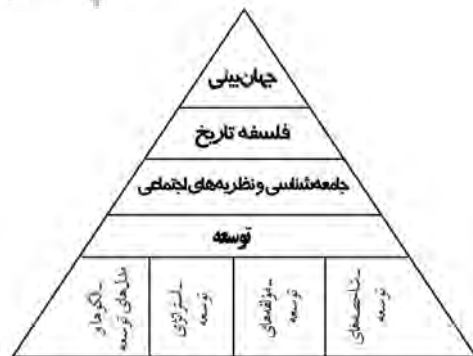 جهان‌بینی
فلسفه تاریخ
جامعه‌شناسی و نظریه‌های اجتماعی
توسعه
ـ شاخصه‌های
توسعه
ـ مؤلفه‌های
توسعه
ـ استراتژی
توسعه
ـ الگوها و
مدل‌های توسعه